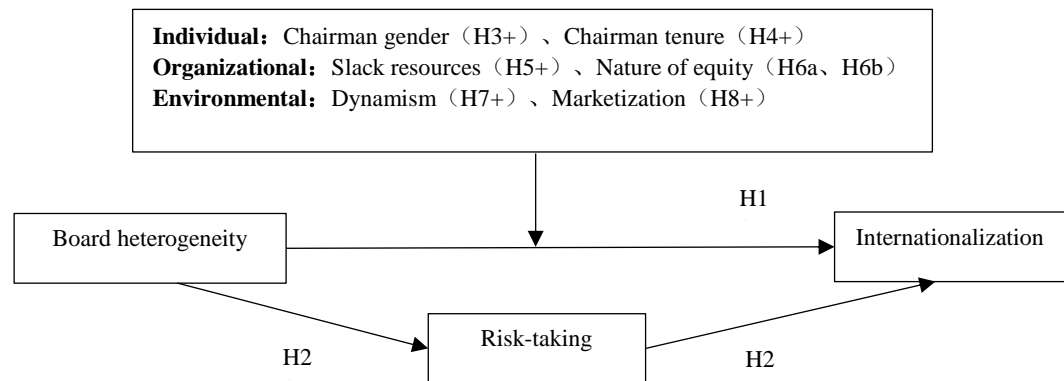 Individual：Chairman gender（H3+）、Chairman tenure（H4+）
Organizational：Slack resources（H5+）、Nature of equity（H6a、H6b）
Environmental：Dynamism（H7+）、Marketization（H8+）
H1
Board heterogeneity
Internationalization
Risk-taking
H2
H2